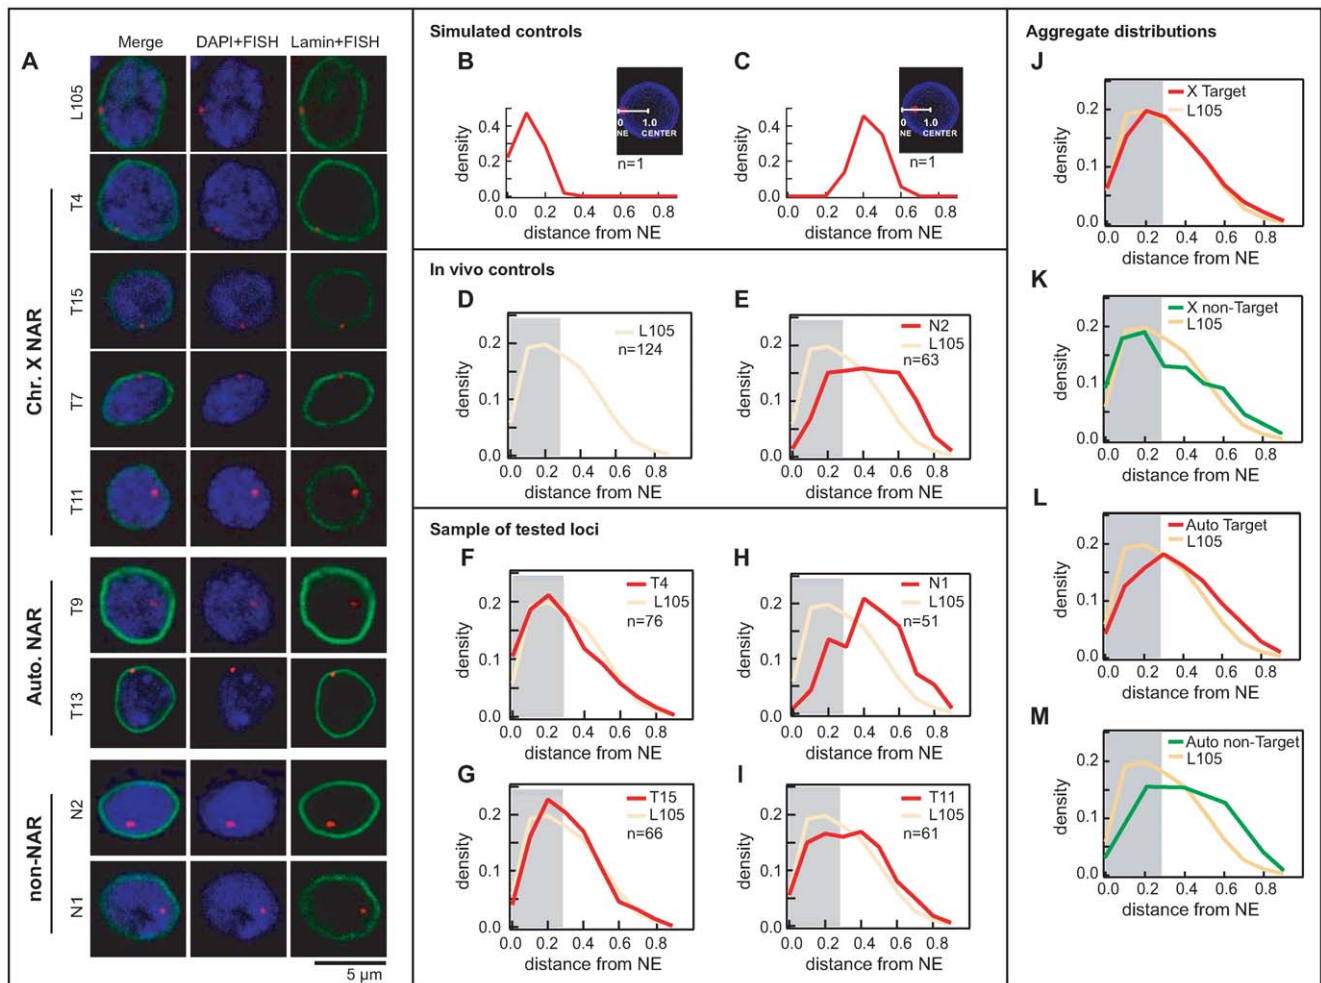 A
Merge DAPI+FISH Lamin+FISH
L105
Chr. X NAR
T4
T15
T7
T11
Auto. NAR
T9
T13
non-NAR
N2
N1
5 µm
Simulated controls
B
density
0.4
0.2
0.0
0.0 0.2 0.4 0.6 0.8
distance from NE
0 1.0
NE CENTER
n=1
C
density
0.4
0.2
0.0
0.0 0.2 0.4 0.6 0.8
distance from NE
0 1.0
NE CENTER
n=1
In vivo controls
D
density
0.2
0.1
0.0
0.0 0.2 0.4 0.6 0.8
distance from NE
L105
n=124
E
density
0.2
0.1
0.0
0.0 0.2 0.4 0.6 0.8
distance from NE
N2
L105
n=63
Sample of tested loci
F
density
0.2
0.1
0.0
0.0 0.2 0.4 0.6 0.8
distance from NE
T4
L105
n=76
H
density
0.2
0.1
0.0
0.0 0.2 0.4 0.6 0.8
distance from NE
N1
L105
n=51
G
density
0.2
0.1
0.0
0.0 0.2 0.4 0.6 0.8
distance from NE
T15
L105
n=66
I
density
0.2
0.1
0.0
0.0 0.2 0.4 0.6 0.8
distance from NE
T11
L105
n=61
Aggregate distributions
J
density
0.2
0.1
0.0
0.0 0.2 0.4 0.6 0.8
distance from NE
X Target
L105
K
density
0.2
0.1
0.0
0.0 0.2 0.4 0.6 0.8
distance from NE
X non-Target
L105
L
density
0.2
0.1
0.0
0.0 0.2 0.4 0.6 0.8
distance from NE
Auto Target
L105
M
density
0.2
0.1
0.0
0.0 0.2 0.4 0.6 0.8
distance from NE
Auto non-Target
L105